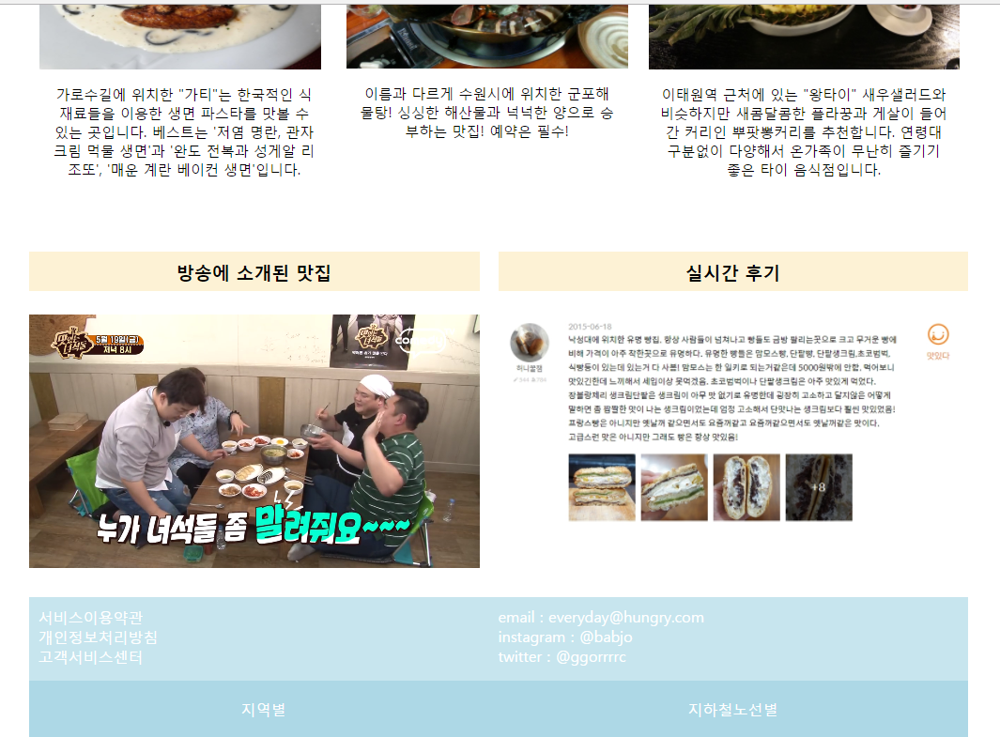 가로수길에 위치한 "가티"는 한국적인 식
재료들을 이용한 생면 파스타를 맛볼 수
있는 곳입니다. 베스트는 '저염 명란, 관자
크림 먹물 생면'과 '완도 전복과 성게알 리
조또', '매운 계란 베이컨 생면'입니다.
이름과 다르게 수원시에 위치한 군포해
물탕! 싱싱한 해산물과 넉넉한 양으로 승
부하는 맛집! 예약은 필수!
이태원역 근처에 있는 "왕타이" 새우샐러드와
비슷하지만 새콤달콤한 플라꿍과 게살이 들어
간 커리인 뿌팟뽕커리를 추천합니다. 연령대
구분없이 다양해서 온가족이 무난히 즐기기
좋은 타이 음식점입니다.
방송에 소개된 맛집
맛있는 녀석들
5월 19일(금)
저녁 8시
누가 녀석들 좀 말려줘요~~~
실시간 후기
허니꿀잼
2015-06-18
낙성대에 위치한 유명 빵집. 항상 사람들이 넘쳐나고 빵들도 금방 팔리는곳으로 크고 무거운 빵에
비해 가격이 아주 착한곳으로 유명하다. 유명한 빵들은 맘모스빵, 단팥빵, 단팥생크림,초코범벅,
식빵등이 있는데 있는거 다 사봄! 맘모스는 한 일키로 되는거같은데 5000원밖에 안함. 먹어보니
맛있긴한데 느끼해서 세입이상 못먹겠음. 초코범벅이나 단팥생크림은 아주 맛있게 먹었다.
장블랑제리 생크림단팥은 생크림이 아무 맛 없기로 유명한데 굉장히 고소하고 달지않은 어떻게
말하면 좀 짭짤한 맛이 나는 생크림이었는데 엄청 고소해서 단맛나는 생크림보다 훨씬 맛있었음!
프랑스빵은 아니지만 옛날꺼 같으면서도 요즘꺼같고 요즘꺼같으면서도 옛날꺼같은 맛이다.
고급스런 맛은 아니지만 그래도 빵은 항상 맛있음!
맛있다
+8
서비스이용약관
개인정보처리방침
고객서비스센터
email : everyday@hungry.com
instagram : @babjo
twitter : @ggorrrrc
지역별
지하철노선별